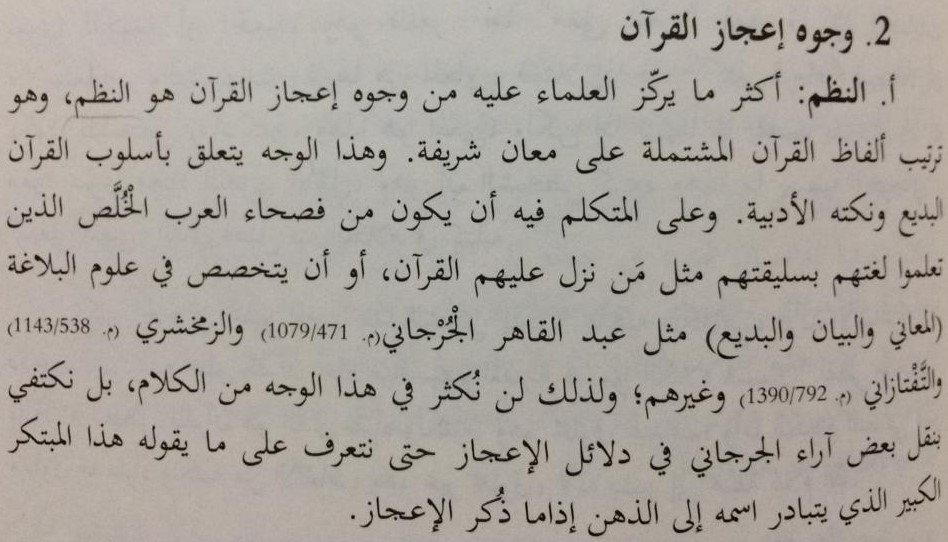 2. وجوه إعجاز القرآن
أ. النظم: أكثر ما يركّز العلماء عليه من وجوه إعجاز القرآن هو النظم، وهو
ترتيب ألفاظ القرآن المشتملة على معان شريفة. وهذا الوجه يتعلق بأسلوب القرآن
البديع ونكته الأدبية. وعلى المتكلم فيه أن يكون من فصحاء العرب الْخُلَّص الذين
تعلموا لغتهم بسليقتهم مثل مَن نزل عليهم القرآن، أو أن يتخصص في علوم البلاغة
(المعاني والبيان والبديع) مثل عبد القاهر الْجُرْجاني(م. 1079/471) والزمخشري (م. 1143/538)
والتَّفْتازاني (م. 1390/792) وغيرهم؛ ولذلك لن نُكثر في هذا الوجه من الكلام، بل نكتفي
بنقل بعض آراء الجرجاني في دلائل الإعجاز حتى نتعرف على ما يقوله هذا المبتكر
الكبير الذي يتبادر اسمه إلى الذهن إذاما ذُكر الإعجاز.